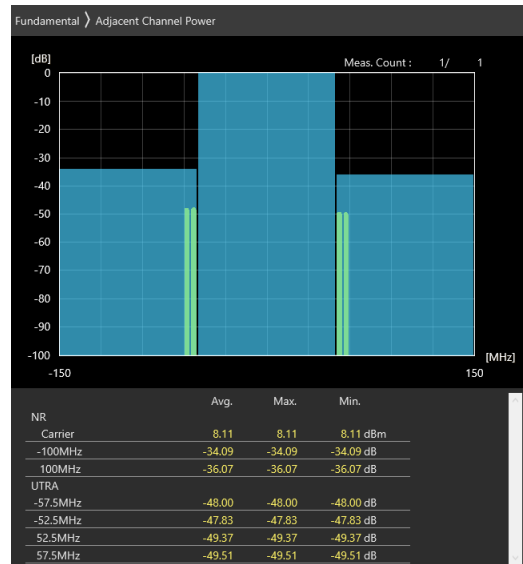 Fundamental 〉 Adjacent Channel Power
[dB]
Meas. Count : 1/ 1
0
-10
-20
-30
-40
-50
-60
-70
-80
-90
-100
[MHz]
-150 150
Avg. Max. Min.
NR
Carrier 8.11 8.11 8.11 dBm
-100MHz -34.09 -34.09 -34.09 dB
100MHz -36.07 -36.07 -36.07 dB
UTRA
-57.5MHz -48.00 -48.00 -48.00 dB
-52.5MHz -47.83 -47.83 -47.83 dB
52.5MHz -49.37 -49.37 -49.37 dB
57.5MHz -49.51 -49.51 -49.51 dB